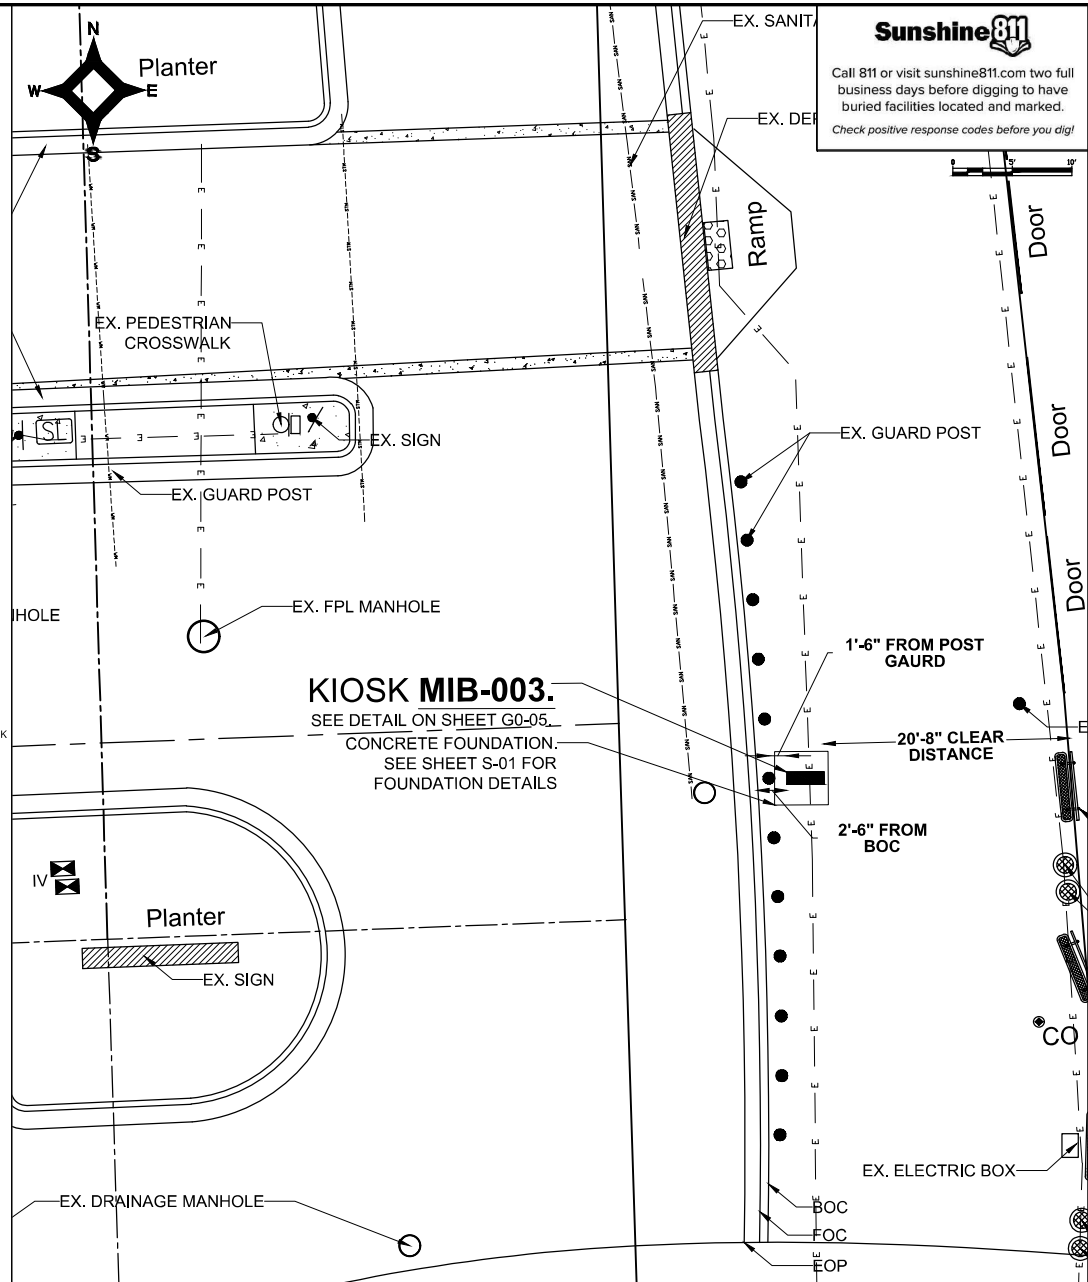 N
W
E
S
Planter
EX. SANIT
EX. DE
Sunshine 811
Call 811 or visit sunshine811.com two full
business days before digging to have
buried facilities located and marked.
Check positive response codes before you dig!
0 5' 10'
Ramp
Door
EX. PEDESTRIAN
CROSSWALK
SL
EX. SIGN
EX. GUARD POST
EX. GUARD POST
Door
Door
HOLE
EX. FPL MANHOLE
1'-6" FROM POST
GAURD
KIOSK MIB-003.
SEE DETAIL ON SHEET G0-05.
CONCRETE FOUNDATION.
SEE SHEET S-01 FOR
FOUNDATION DETAILS
K
E
20'-8" CLEAR
DISTANCE
2'-6" FROM
BOC
IV
Planter
EX. SIGN
CO
EX. ELECTRIC BOX
EX. DRAINAGE MANHOLE
BOC
FOC
EOP